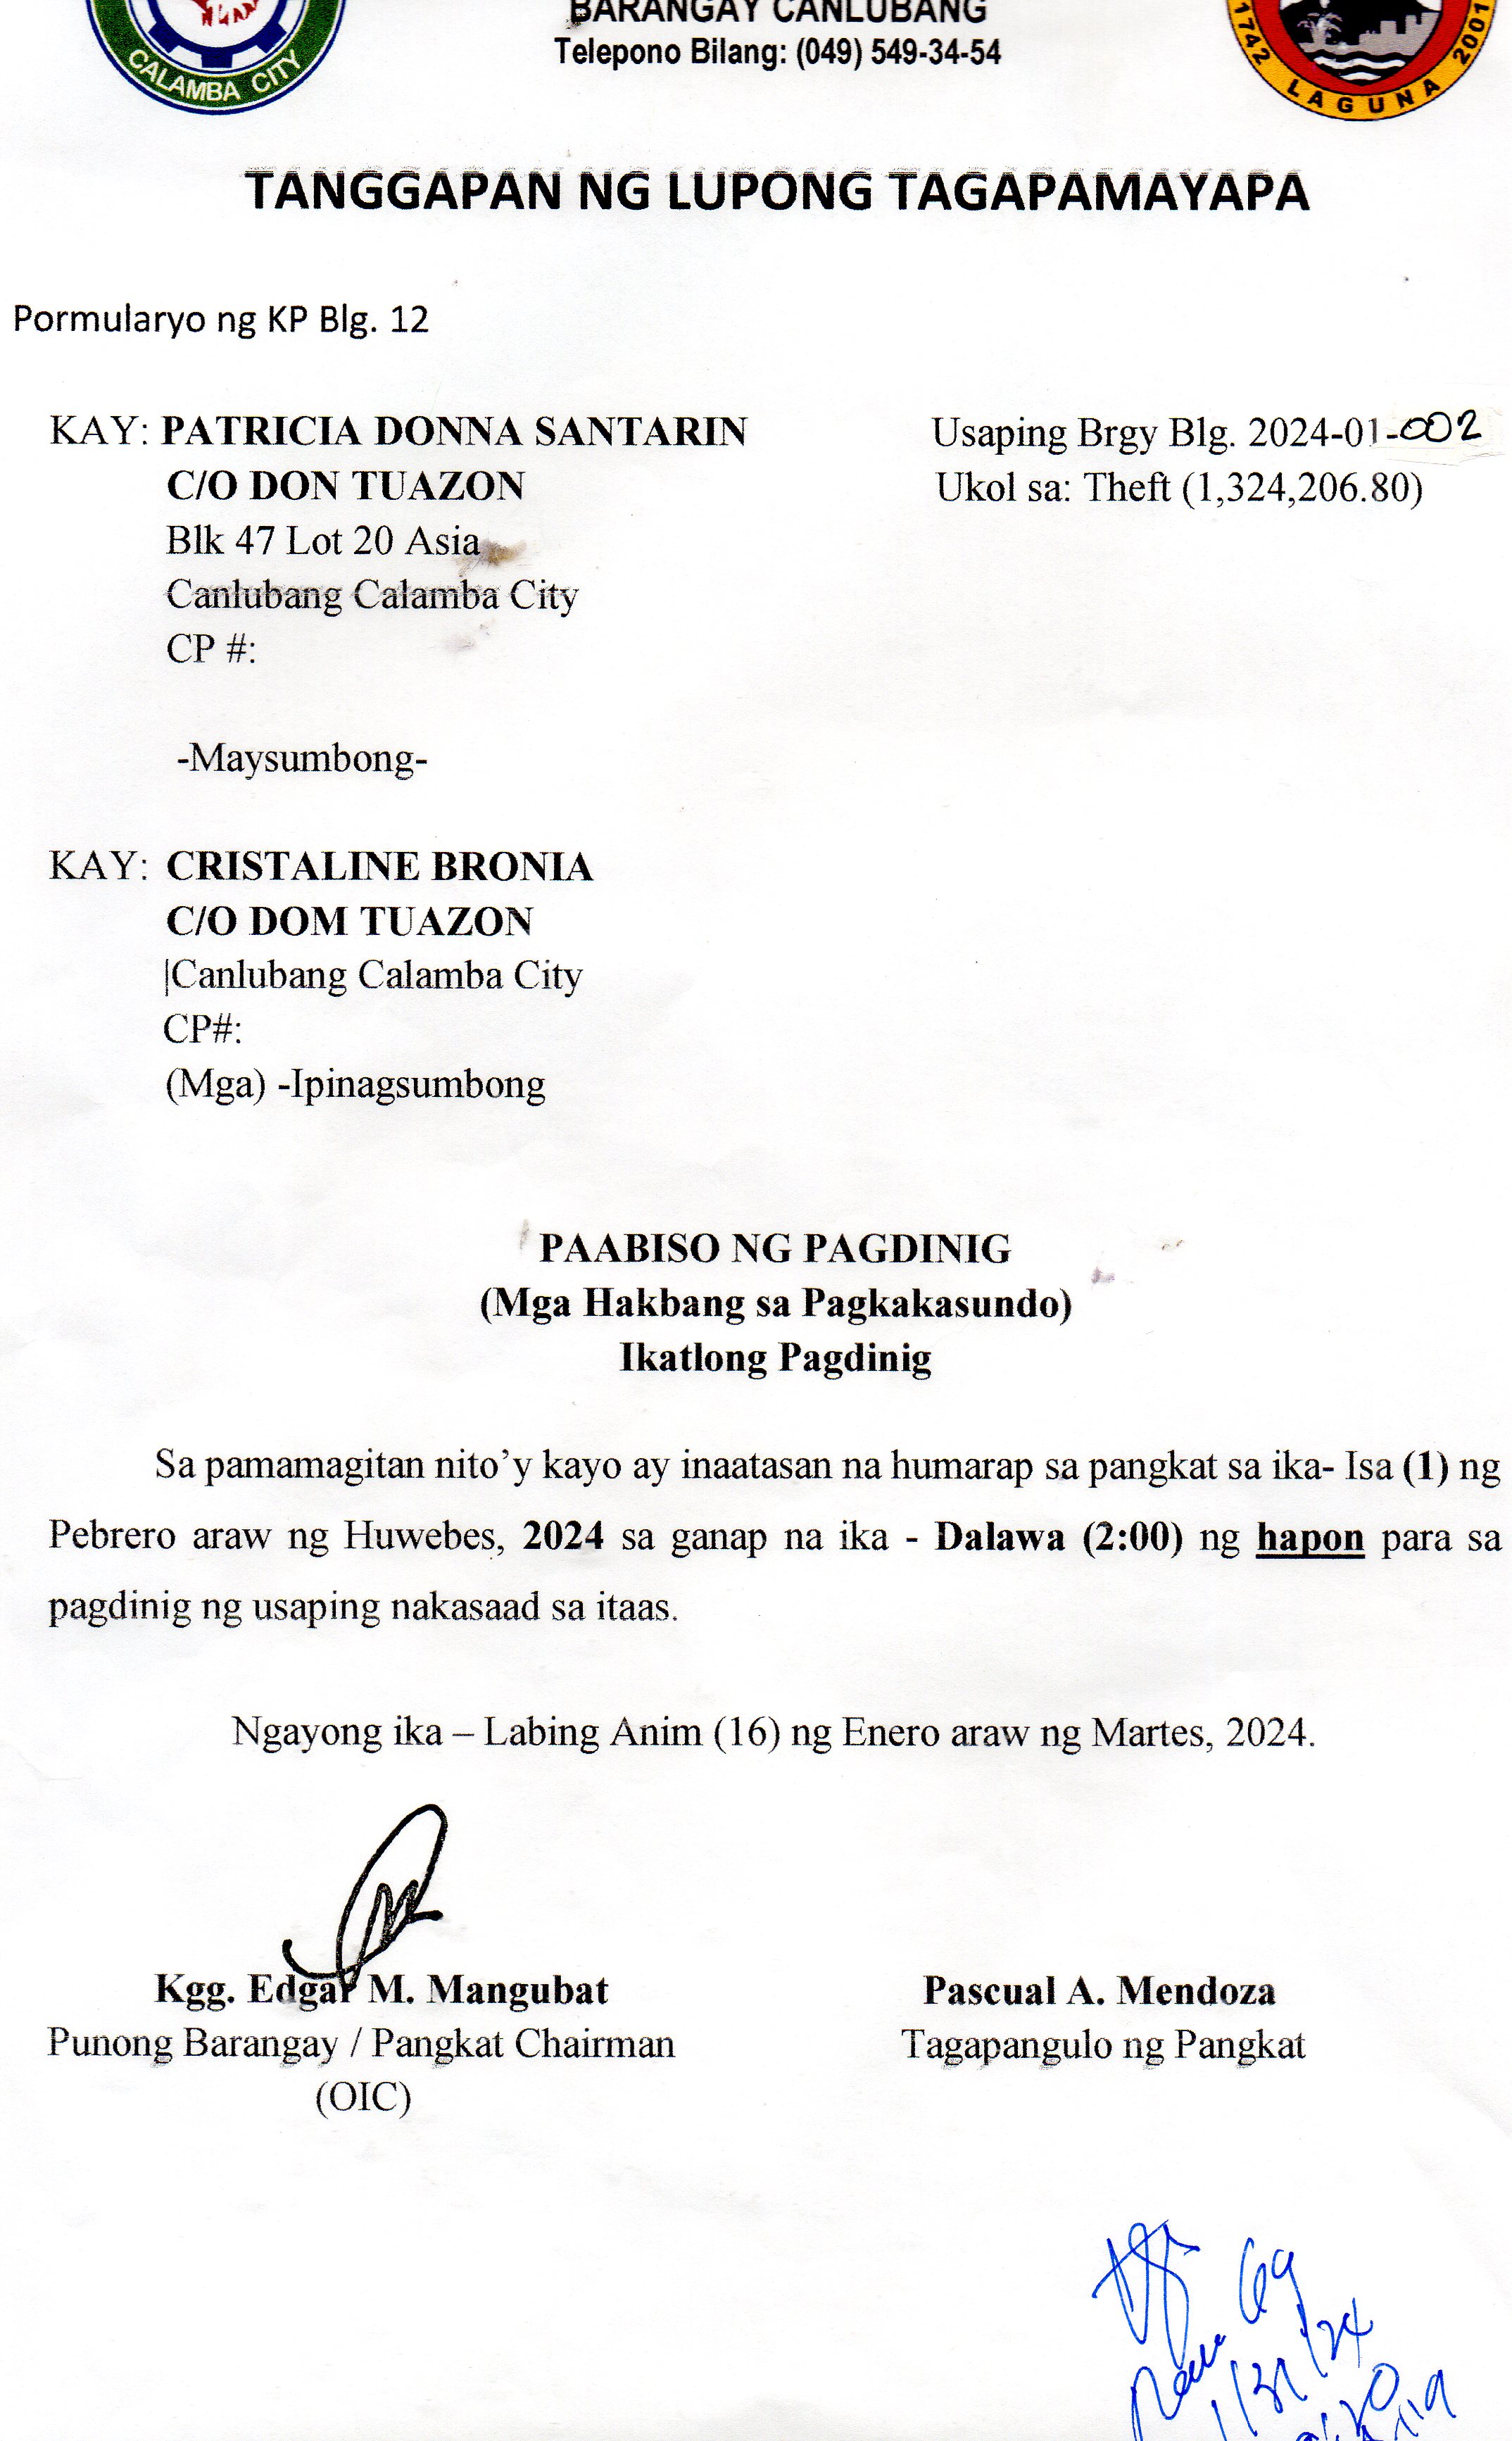 CALAMBA CITY
BARANGAY CANLUBANG
Telepono Bilang: (049) 549-34-54
1742 LAGUNA 2001
TANGGAPAN NG LUPONG TAGAPAMAYAPA
Pormularyo ng KP Blg. 12
KAY: PATRICIA DONNA SANTARIN
Usaping Brgy Blg. 2024-01-002
C/O DON TUAZON
Ukol sa: Theft (1,324,206.80)
Blk 47 Lot 20 Asia
Canlubang Calamba City
CP #:
-Maysumbong-
KAY: CRISTALINE BRONIA
C/O DOM TUAZON
|Canlubang Calamba City
CP#:
(Mga) -Ipinagsumbong
PAABISO NG PAGDINIG
(Mga Hakbang sa Pagkakasundo)
Ikatlong Pagdinig
Sa pamamagitan nito’y kayo ay inaatasan na humarap sa pangkat sa ika- Isa (1) ng
Pebrero araw ng Huwebes, 2024 sa ganap na ika - Dalawa (2:00) ng hapon para sa
pagdinig ng usaping nakasaad sa itaas.
Ngayong ika – Labing Anim (16) ng Enero araw ng Martes, 2024.
Kgg. Edgar M. Mangubat
Pascual A. Mendoza
Punong Barangay / Pangkat Chairman
Tagapangulo ng Pangkat
(OIC)
1/31/24